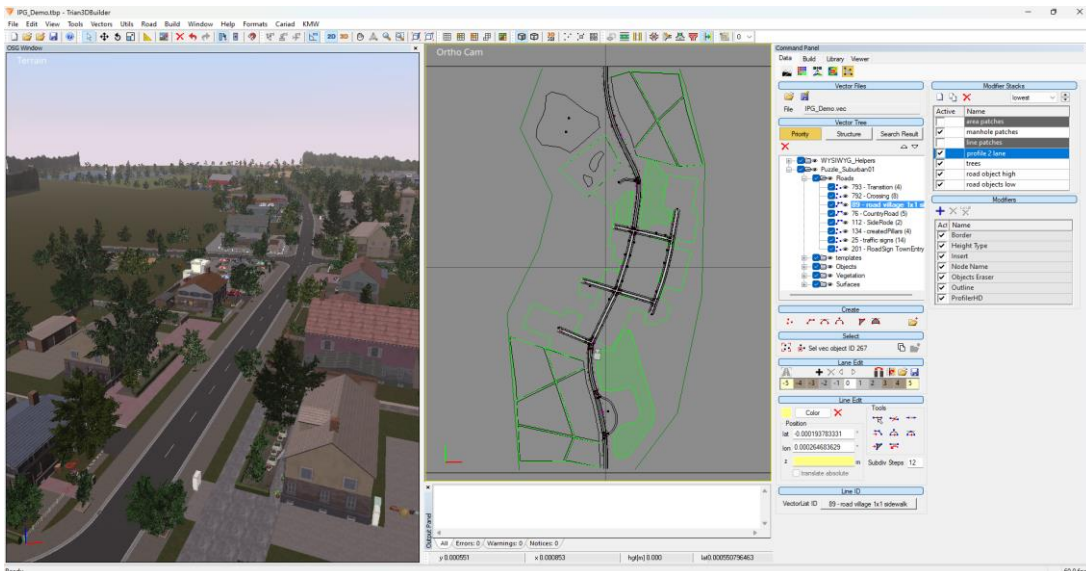 IPG_Demo.tbp - Trian3DBuilder
File Edit View Tools Vectors Lights Road Build Window Help Formats Cariad KMW
2D 3D 0
OSG Window
Terrain
Ortho Cam
Command Panel
Data Build Library Viewer
Vector Files
File IPG_Demo.vec
Vector Tree
Priority Structure Search Result
WYSIWYG_Helpers
Puzzle_Suburban01
Roads
793 - Transition (4)
792 - Crossing (8)
89 - road village 1x1 si
76 - CountryRoad (5)
112 - SideRode (2)
134 - createdPillars (4)
25 - traffic signs (14)
201 - RoadSign TownEntry
templates
Objects
Vegetation
Surfaces
Create
Select
Sel vec object ID 267
Lane Edit
-5 -4 -3 -2 -1 0 1 2 3 4 5
Line Edit
Color
Tools
Position
lat -0.000193783331 °
lon 0.000264683629 °
z m Subdiv Steps 12
translate absolute
Line ID
VectorList ID 89 - road village 1x1 sidewalk
Modifier Stacks
lowest
Active Name
area patches
manhole patches
line patches
profile 2 lane
trees
road object high
road objects low
Modifiers
Act Name
Border
Height Type
Insert
Node Name
Objects Eraser
Outline
ProfilerHD
Output Panel
All Errors: 0 Warnings: 0 Notices: 0
y 0.000551 x 0.000853 hgt[m] 0.000 lat0.000550796463
Ready
60.0 fps